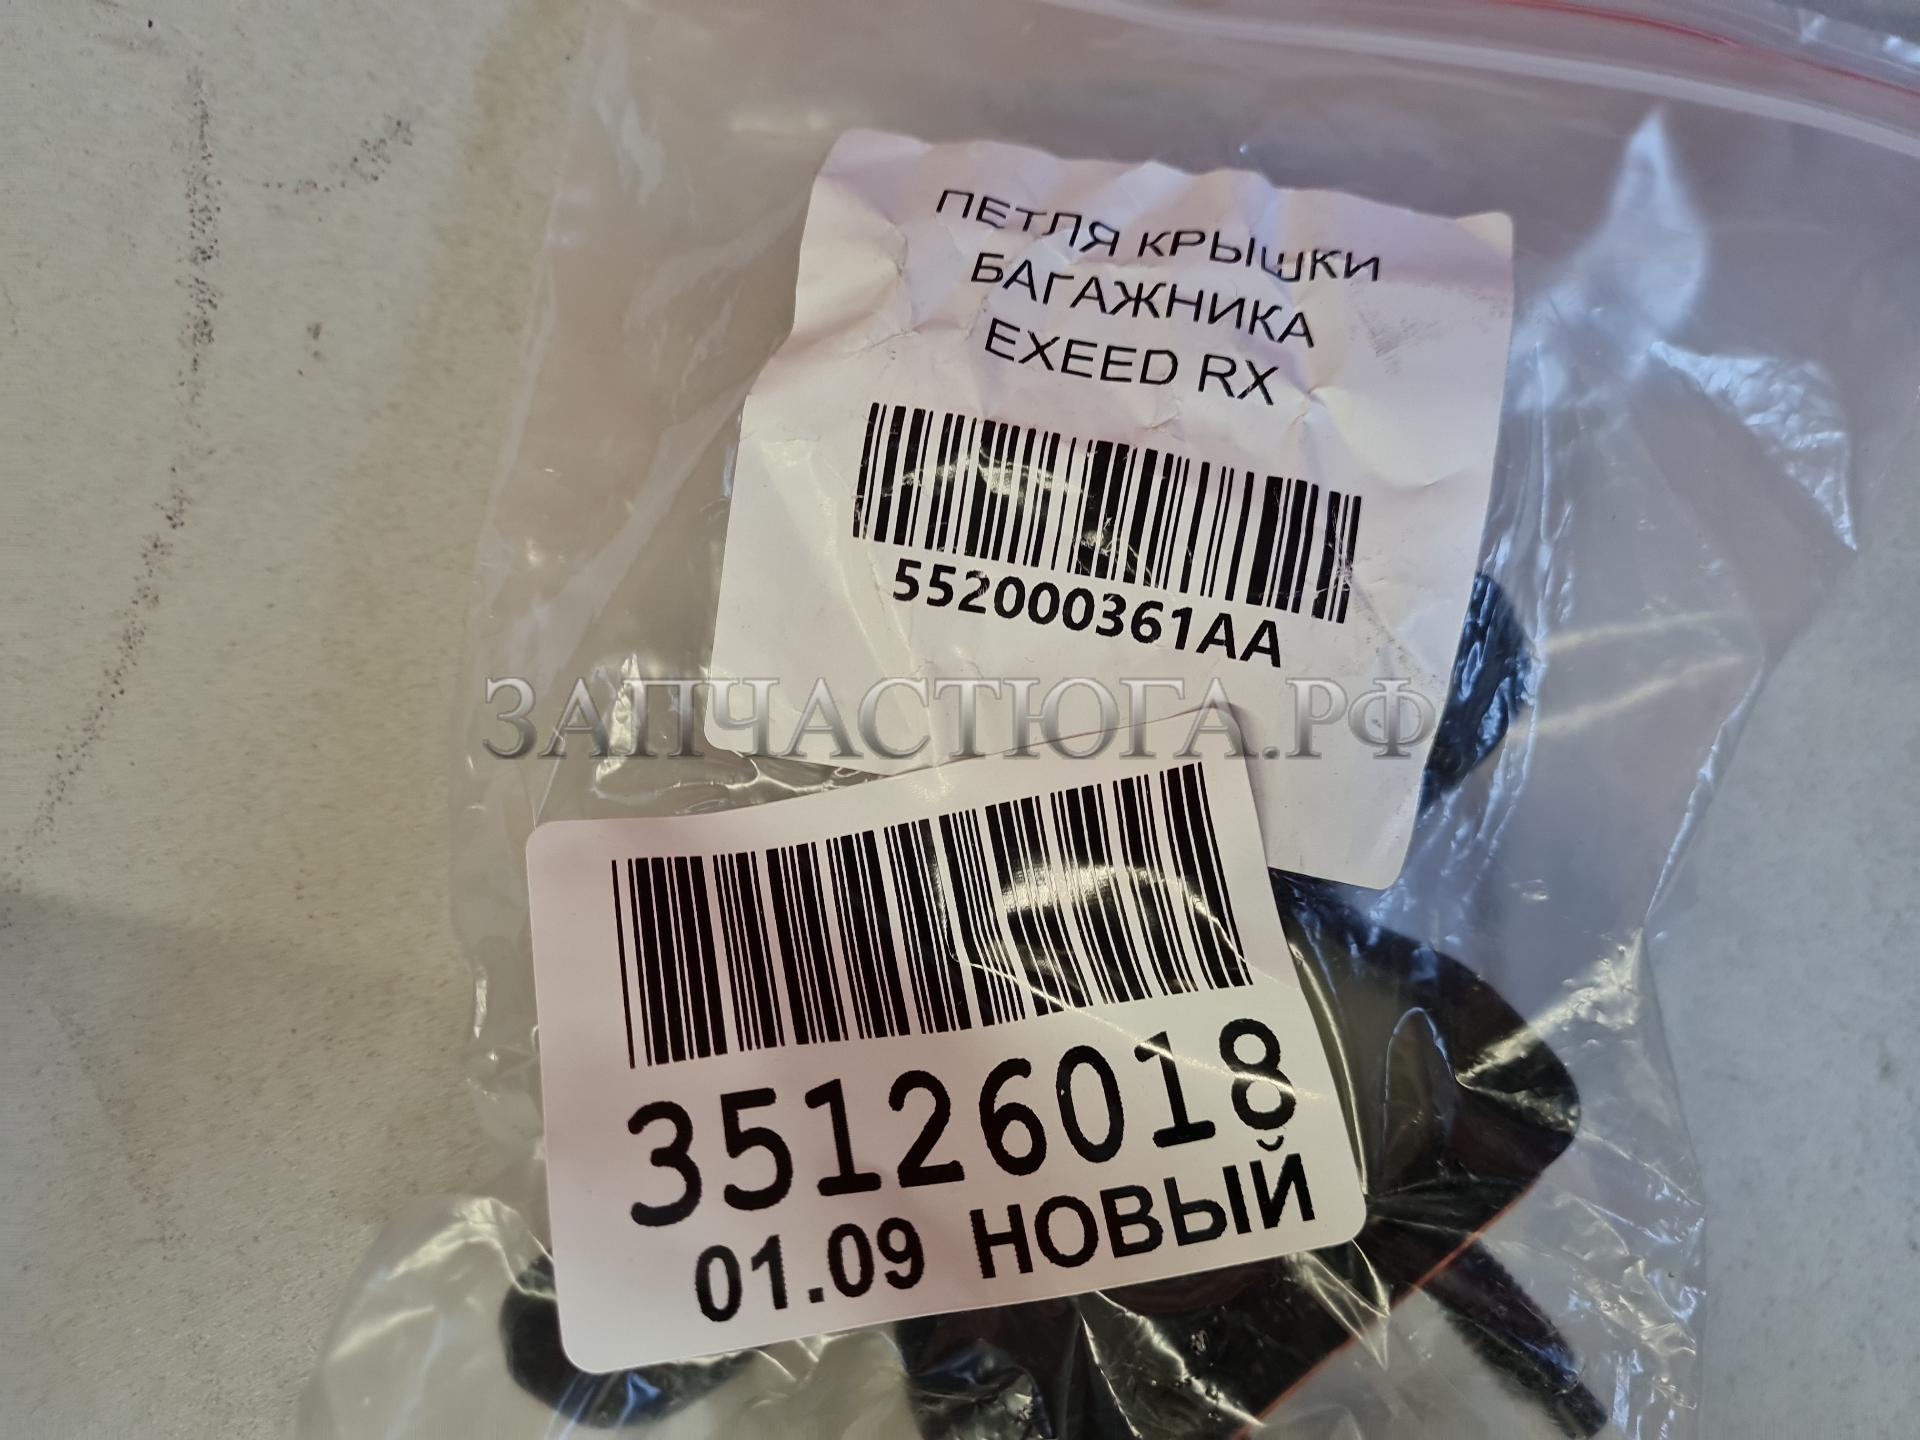 ПЕТЛЯ КРЫШКИ
БАГАЖНИКА
EXEED RX
552000361AA
ЗАПЧАСТЮГА.РФ
35126018
01.09 НОВЫЙ